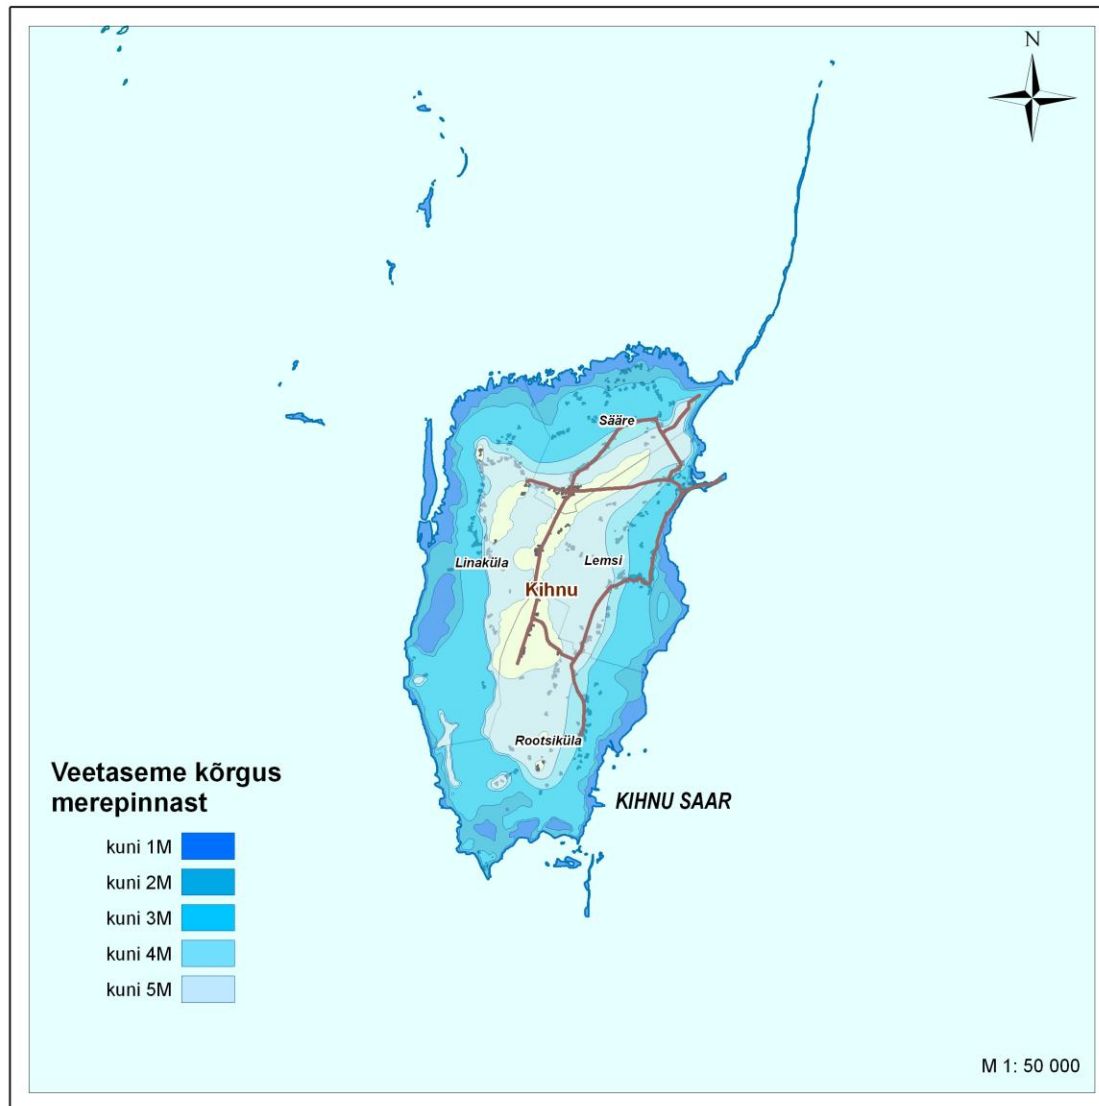 N
Sääre
Linaküla
Lemsi
Kihnu
Rootsiküla
KIHNU SAAR
Veetaseme kõrgus
merepinnast
kuni 1M
kuni 2M
kuni 3M
kuni 4M
kuni 5M
M 1: 50 000